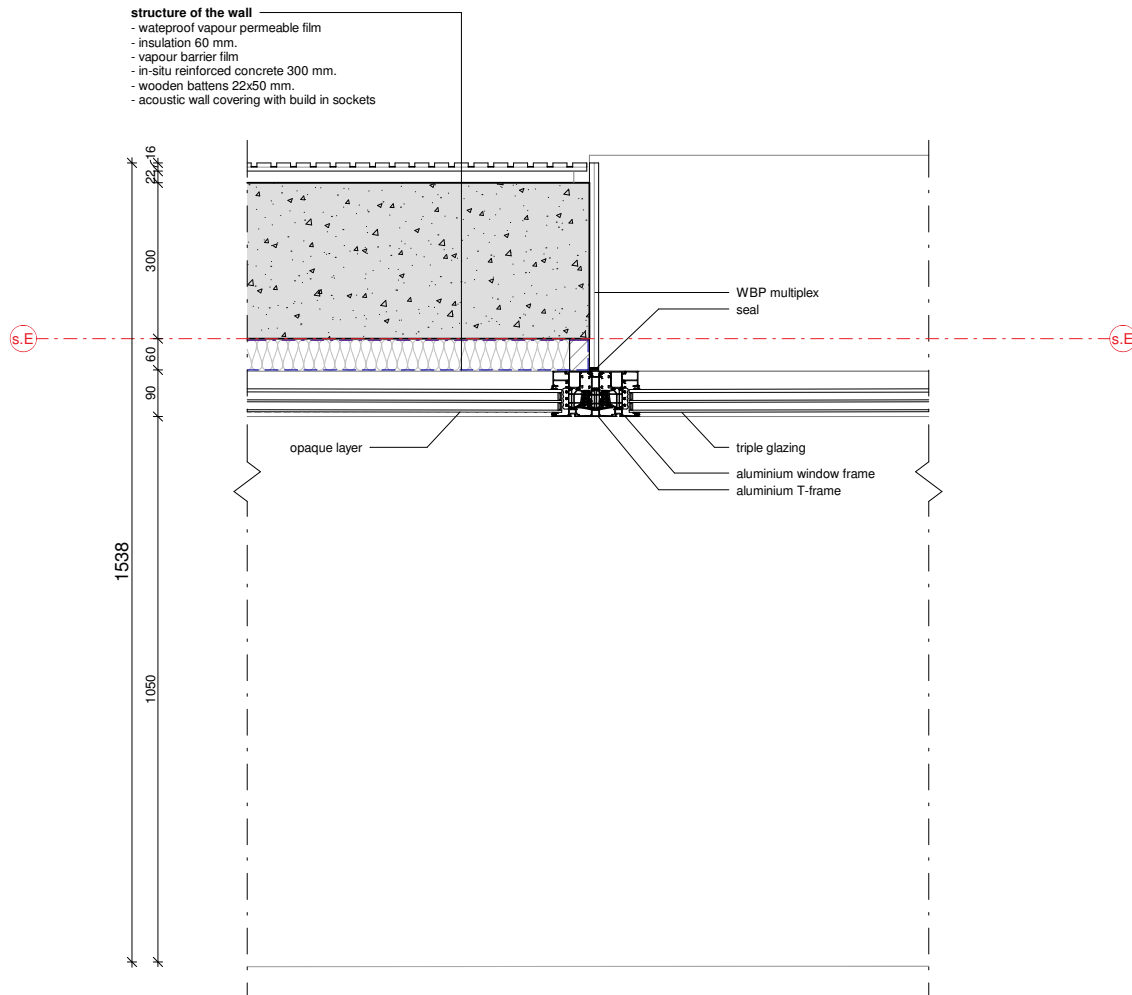 structure of the wall
- wateproof vapour permeable film
- insulation 60 mm.
- vapour barrier film
- in-situ reinforced concrete 300 mm.
- wooden battens 22x50 mm.
- acoustic wall covering with build in sockets
16
22
300
60
90
1050
1538
s.E
s.E
WBP multiplex
seal
opaque layer
triple glazing
aluminium window frame
aluminium T-frame